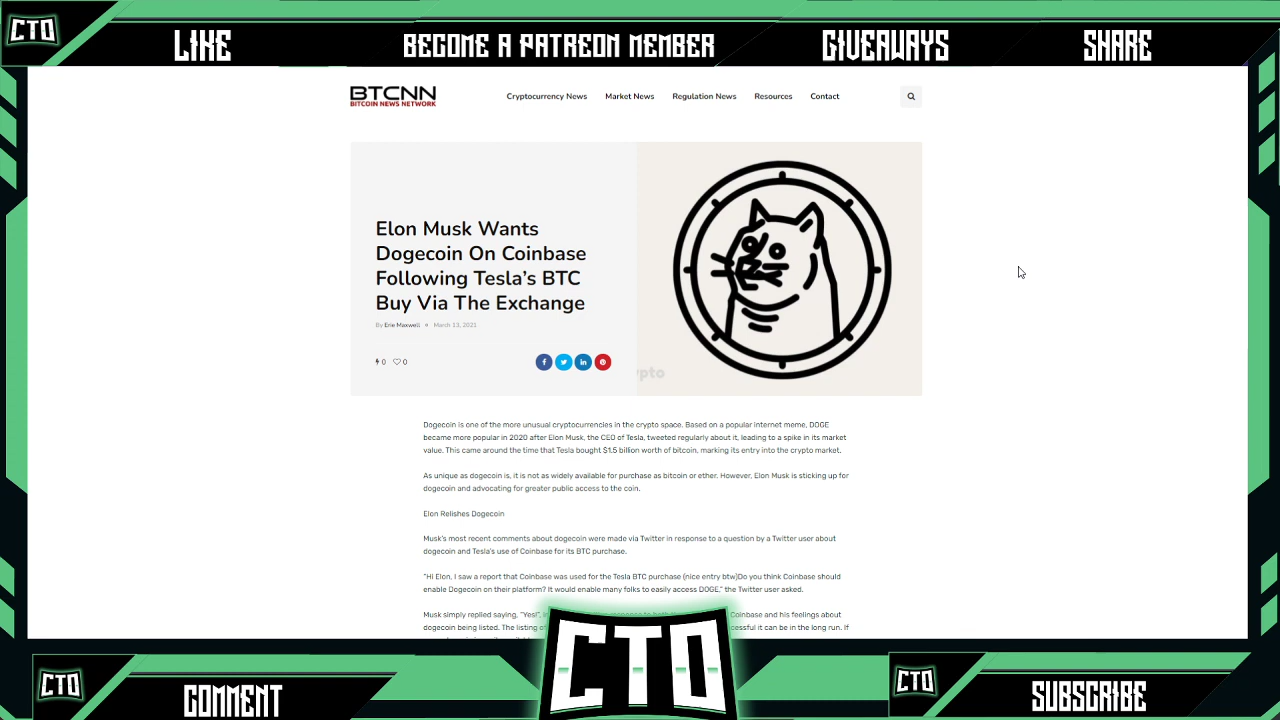 CTO
LIKE
BECOME A PATREON MEMBER
GIVEAWAYS
SHARE
BTCNN
BITCOIN NEWS NETWORK
Cryptocurrency News
Market News
Regulation News
Resources
Contact
Elon Musk Wants
Dogecoin On Coinbase
Following Tesla's BTC
Buy Via The Exchange
By Erie Maxwell
March 13, 2021
0
0
ypto
Dogecoin is one of the more unusual cryptocurrencies in the crypto space. Based on a popular internet meme, DOGE
became more popular in 2020 after Elon Musk, the CEO of Tesla, tweeted regularly about it, leading to a spike in its market
value. This came around the time that Tesla bought $1.5 billion worth of bitcoin, marking its entry into the crypto market.
As unique as dogecoin is, it is not as widely available for purchase as bitcoin or ether. However, Elon Musk is sticking up for
dogecoin and advocating for greater public access to the coin.
Elon Relishes Dogecoin
Musk's most recent comments about dogecoin were made via Twitter in response to a question by a Twitter user about
dogecoin and Tesla's use of Coinbase for its BTC purchase.
"Hi Elon, I saw a report that Coinbase was used for the Tesla BTC purchase (nice entry btw)Do you think Coinbase should
enable Dogecoin on their platform? It would enable many folks to easily access DOGE," the Twitter user asked.
Musk simply replied saying, "Yes!", Coinbase and his feelings about
dogecoin being listed. The listing of it can be in the long run. If
CTO
CTO
COMMENT
CTO
SUBSCRIBE